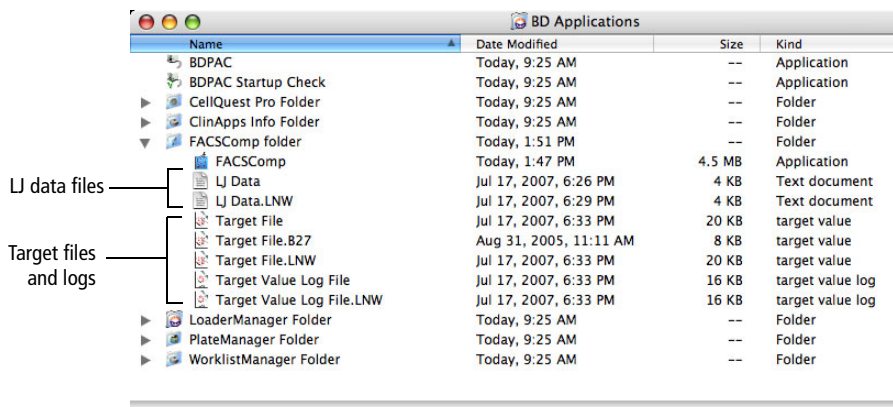 BD Applications
Name Date Modified Size Kind
BDPAC Today, 9:25 AM -- Application
BDPAC Startup Check Today, 9:25 AM -- Application
CellQuest Pro Folder Today, 9:25 AM -- Folder
ClinApps Info Folder Today, 9:25 AM -- Folder
FACSComp folder Today, 1:51 PM -- Folder
FACSComp Today, 1:47 PM 4.5 MB Application
LJ data files
LJ Data Jul 17, 2007, 6:26 PM 4 KB Text document
LJ Data.LNW Jul 17, 2007, 6:29 PM 4 KB Text document
Target files
and logs
Target File Jul 17, 2007, 6:33 PM 20 KB target value
Target File.B27 Aug 31, 2005, 11:11 AM 8 KB target value
Target File.LNW Jul 17, 2007, 6:33 PM 20 KB target value
Target Value Log File Jul 17, 2007, 6:33 PM 16 KB target value log
Target Value Log File.LNW Jul 17, 2007, 6:33 PM 16 KB target value log
LoaderManager Folder Today, 9:25 AM -- Folder
PlateManager Folder Today, 9:25 AM -- Folder
WorklistManager Folder Today, 9:25 AM -- Folder